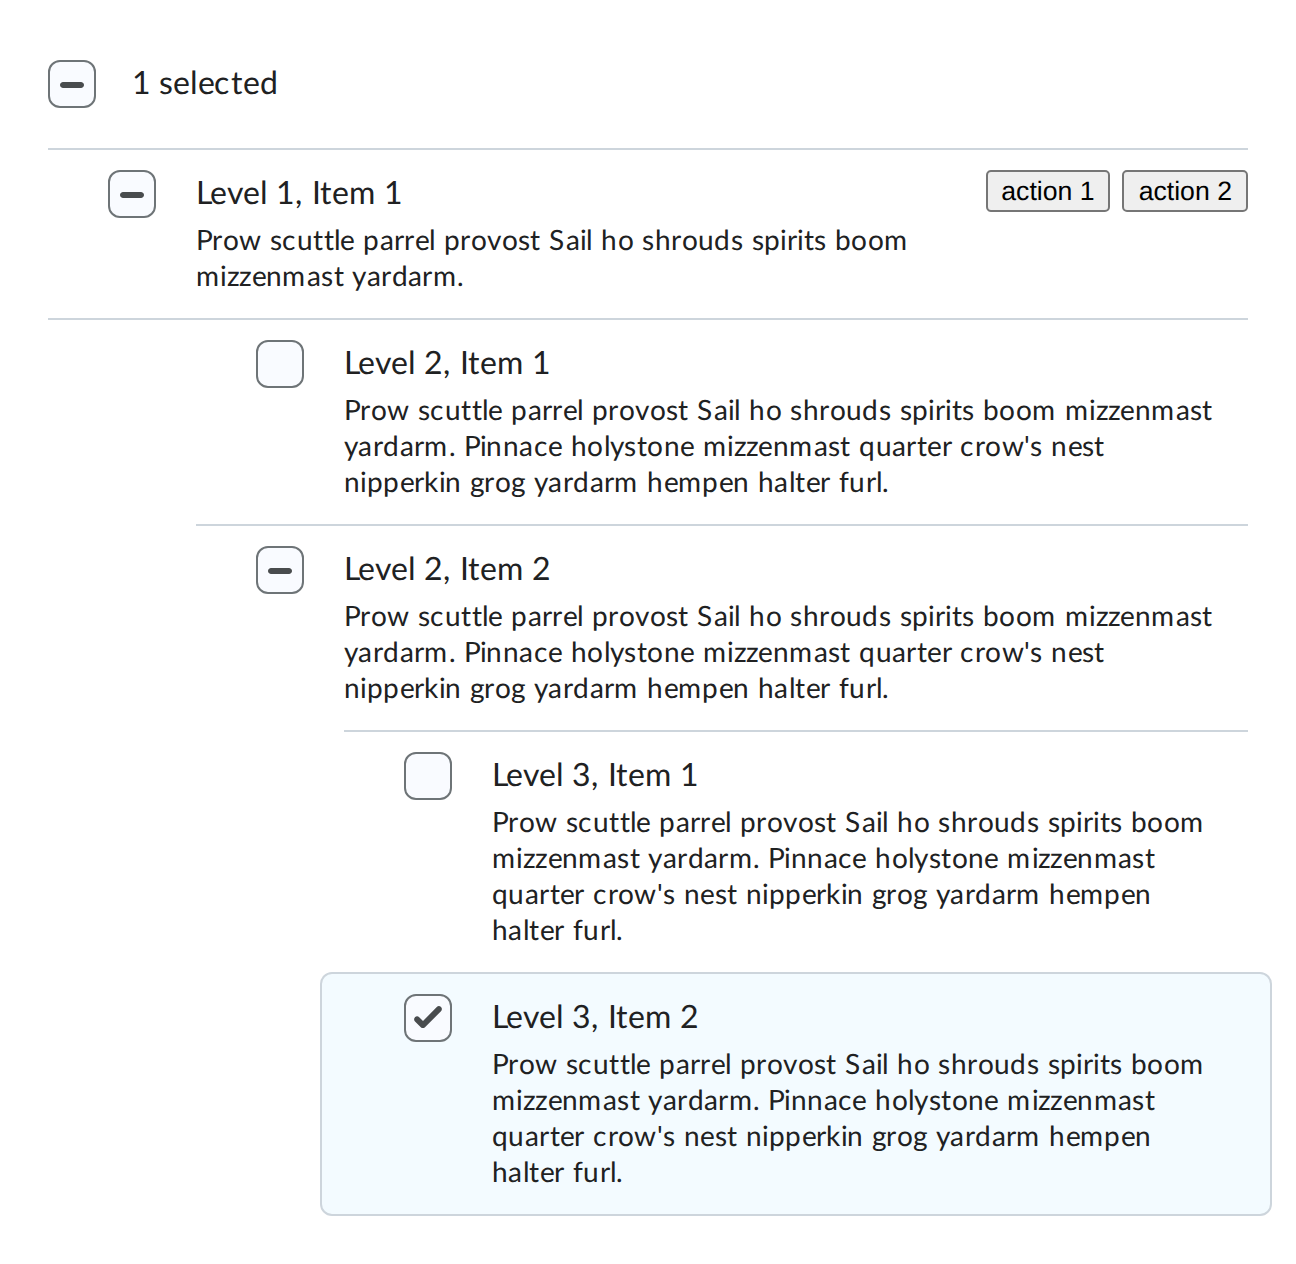 1 selected
Level 1, Item 1
action 1
action 2
Prow scuttle parrel provost Sail ho shrouds spirits boom
mizzenmast yardarm.
Level 2, Item 1
Prow scuttle parrel provost Sail ho shrouds spirits boom mizzenmast
yardarm. Pinnace holystone mizzenmast quarter crow's nest
nipperkin grog yardarm hempen halter furl.
Level 2, Item 2
Prow scuttle parrel provost Sail ho shrouds spirits boom mizzenmast
yardarm. Pinnace holystone mizzenmast quarter crow's nest
nipperkin grog yardarm hempen halter furl.
Level 3, Item 1
Prow scuttle parrel provost Sail ho shrouds spirits boom
mizzenmast yardarm. Pinnace holystone mizzenmast
quarter crow's nest nipperkin grog yardarm hempen
halter furl.
Level 3, Item 2
Prow scuttle parrel provost Sail ho shrouds spirits boom
mizzenmast yardarm. Pinnace holystone mizzenmast
quarter crow's nest nipperkin grog yardarm hempen
halter furl.